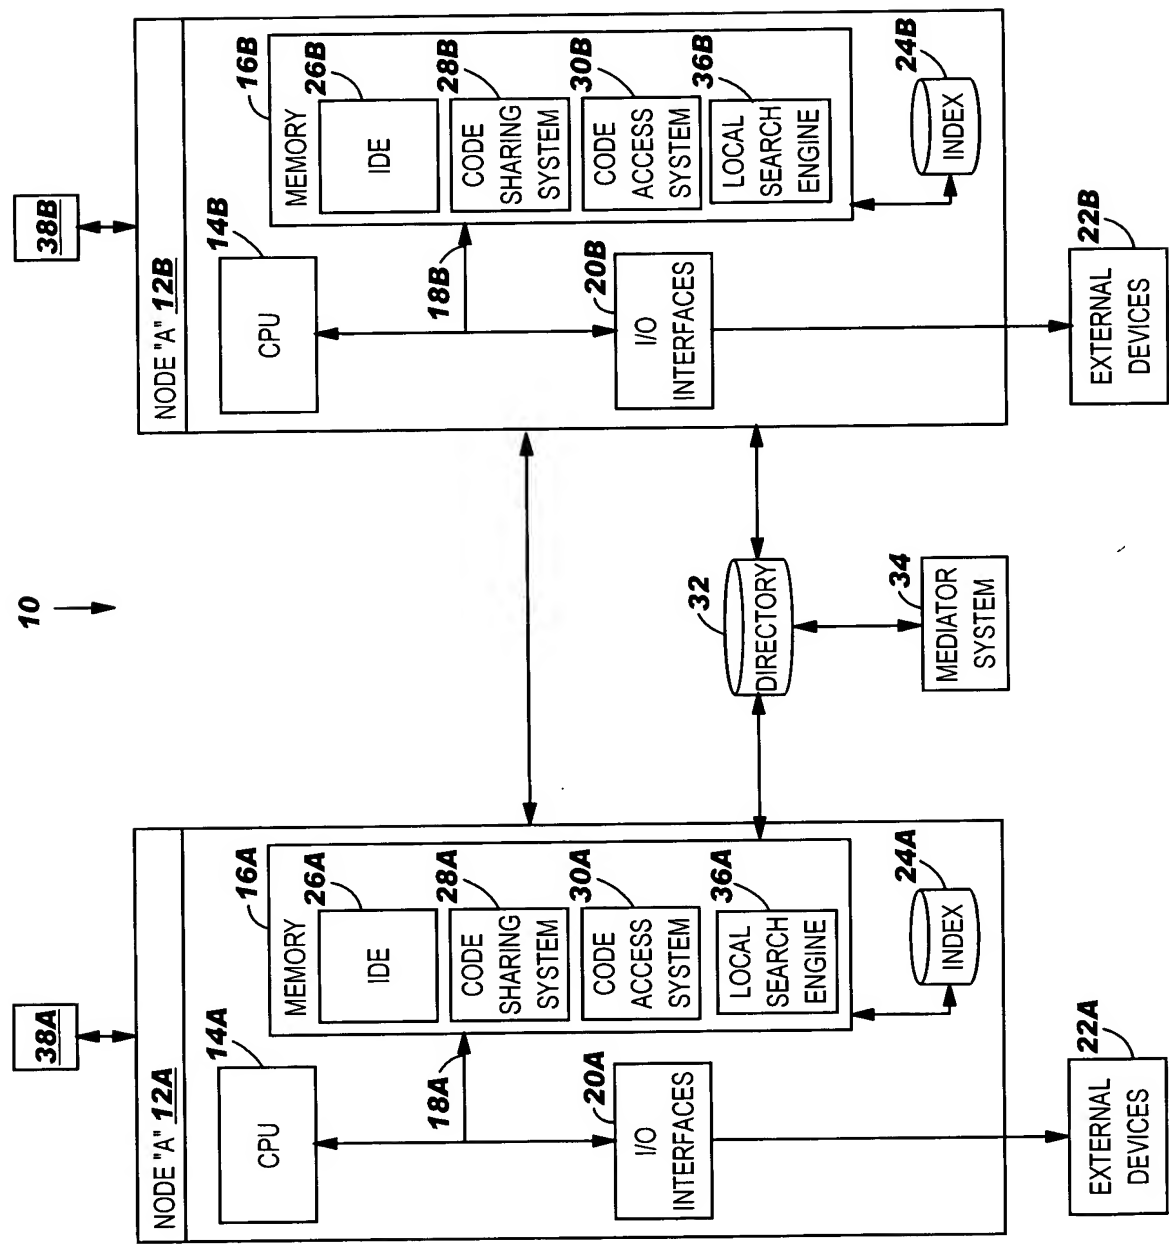 10
38A
NODE "A" 12A
14A
CPU
16A
MEMORY
26A
IDE
28A
CODE
SHARING
SYSTEM
18A
30A
CODE
ACCESS
SYSTEM
20A
I/O
INTERFACES
36A
LOCAL
SEARCH
ENGINE
24A
INDEX
22A
EXTERNAL
DEVICES
32
DIRECTORY
34
MEDIATOR
SYSTEM
38B
NODE "A" 12B
14B
CPU
16B
MEMORY
26B
IDE
28B
CODE
SHARING
SYSTEM
18B
30B
CODE
ACCESS
SYSTEM
20B
I/O
INTERFACES
36B
LOCAL
SEARCH
ENGINE
24B
INDEX
22B
EXTERNAL
DEVICES